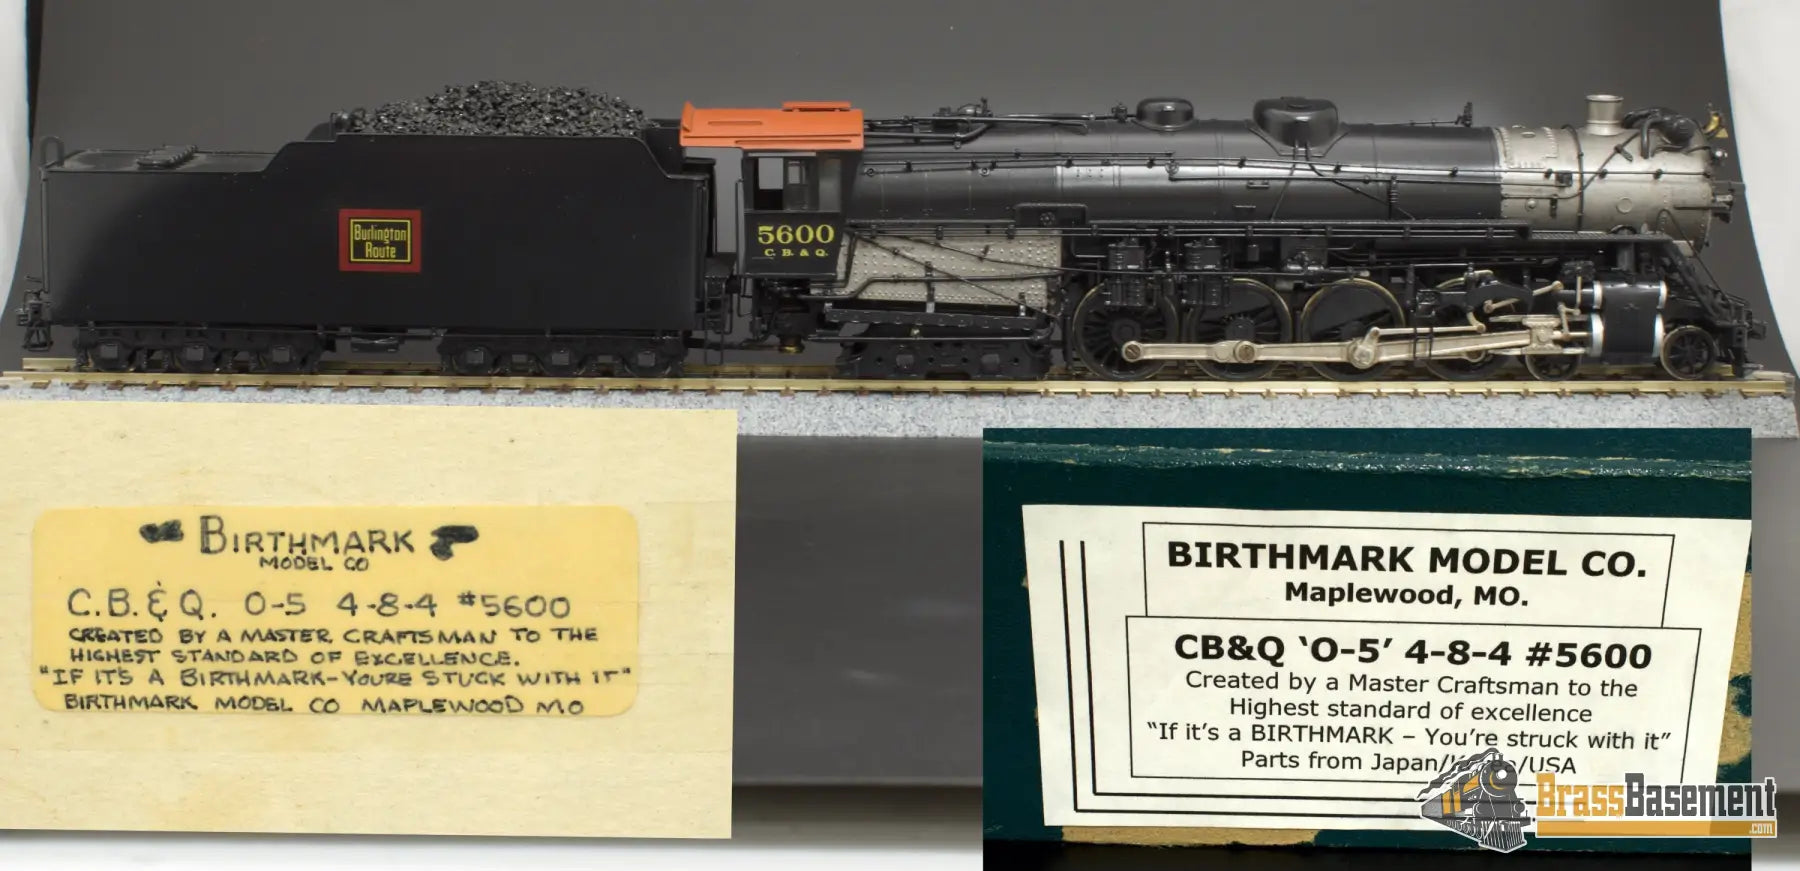 Burlington
Route
5600
C. B. & Q.
BIRTHMARK
MODEL CO
C.B. & Q. O-5 4-8-4 #5600
CREATED BY A MASTER CRAFTSMAN TO THE
HIGHEST STANDARD OF EXCELLENCE.
"IF IT'S A BIRTHMARK-YOURE STUCK WITH IT"
BIRTHMARK MODEL CO MAPLEWOOD MO
BIRTHMARK MODEL CO.
Maplewood, MO.
CB&Q 'O-5' 4-8-4 #5600
Created by a Master Craftsman to the
Highest standard of excellence
"If it's a BIRTHMARK – You're struck with it"
Parts from Japan/ /USA
BrassBasement
.com